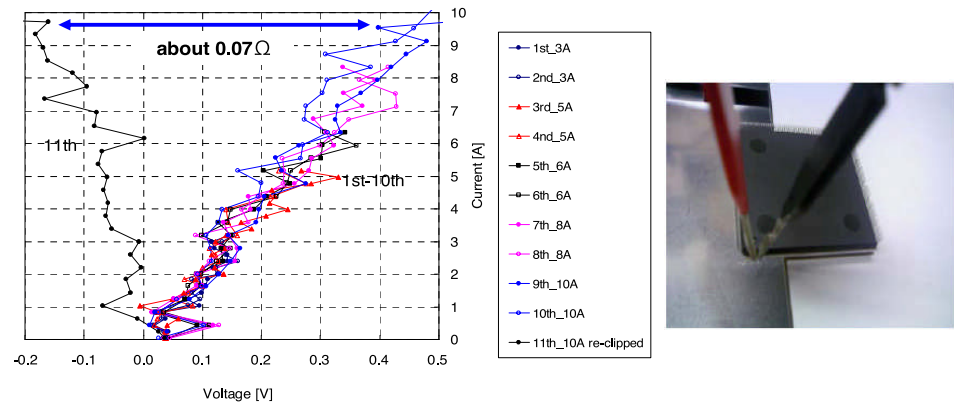 about 0.07Ω
11th
1st-10th
10
9
8
7
6
5
4
3
2
1
0
Current [A]
-0.2 -0.1 0.0 0.1 0.2 0.3 0.4 0.5
Voltage [V]
1st_3A
2nd_3A
3rd_5A
4nd_5A
5th_6A
6th_6A
7th_8A
8th_8A
9th_10A
10th_10A
11th_10A re-clipped